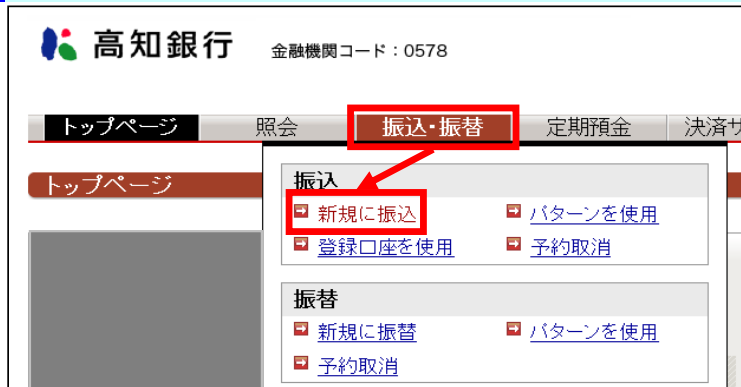 高知銀行 金融機関コード：0578
トップページ 照会 振込・振替 定期預金 決済サ
トップページ
振込
新規に振込 パターンを使用
登録口座を使用 予約取消
振替
新規に振替 パターンを使用
予約取消